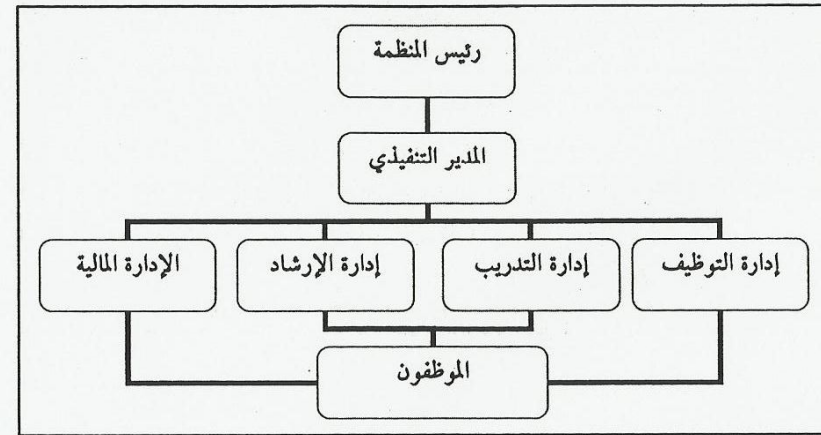 رئيس المنظمة
المدير التنفيذي
إدارة التوظيف
إدارة التدريب
إدارة الإرشاد
الإدارة المالية
الموظفون